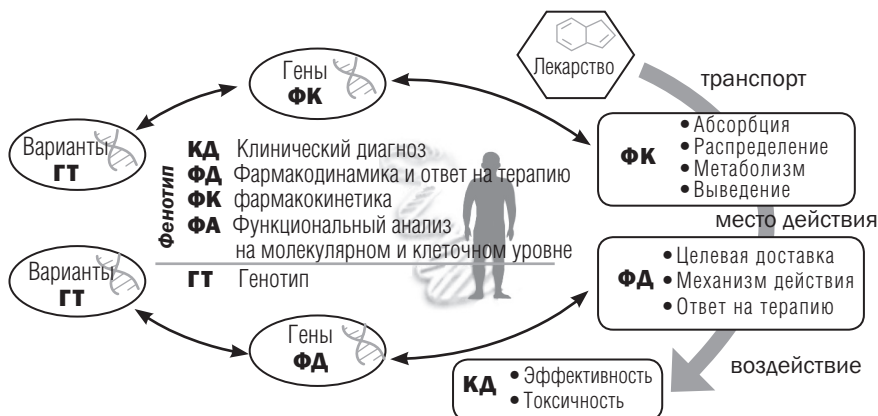 Гены
ФК
Варианты
ГТ
Варианты
ГТ
Гены
ФД
Фенотип
КД Клинический диагноз
ФД Фармакодинамика и ответ на терапию
ФК фармакокинетика
ФА Функциональный анализ
на молекулярном и клеточном уровне
ГТ Генотип
Лекарство
транспорт
ФК
• Абсорбция
• Распределение
• Метаболизм
• Выведение
место действия
ФД
• Целевая доставка
• Механизм действия
• Ответ на терапию
воздействие
КД
• Эффективность
• Токсичность